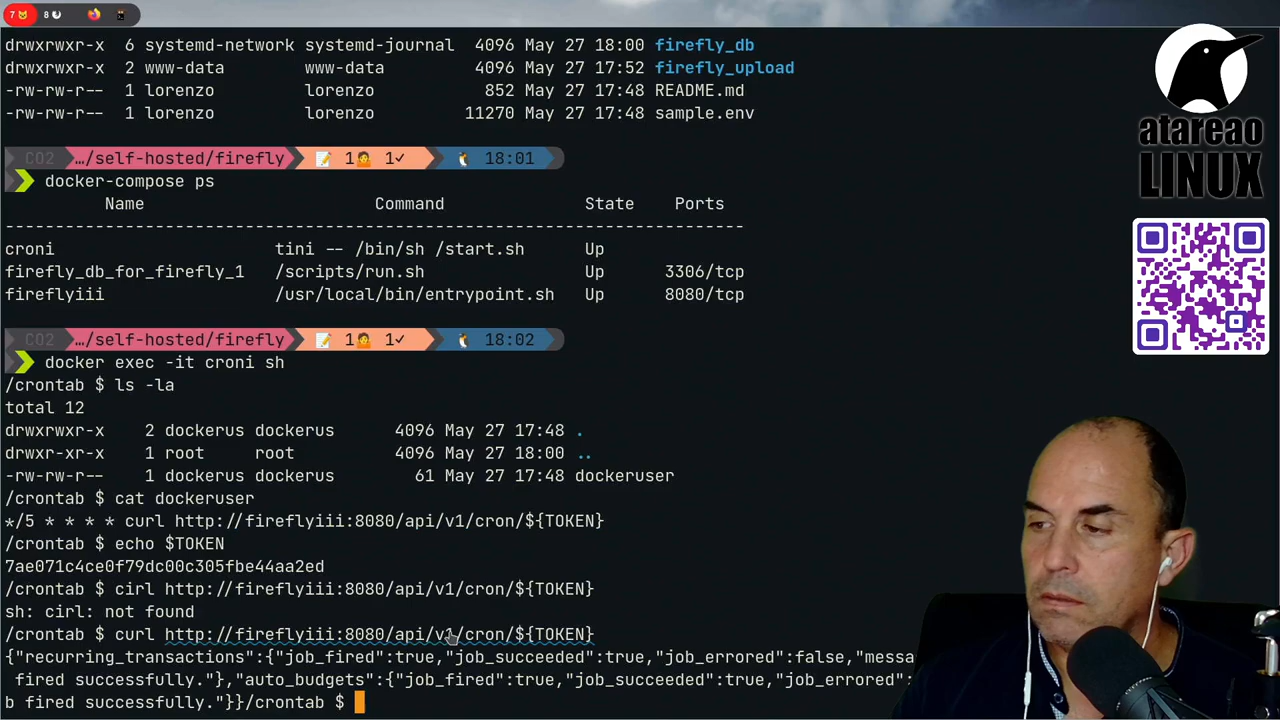 7 8
drwxrwxr-x 6 systemd-network systemd-journal 4096 May 27 18:00 firefly_db
drwxrwxr-x 2 www-data www-data 4096 May 27 17:52 firefly_upload
-rw-rw-r-- 1 lorenzo lorenzo 852 May 27 17:48 README.md
-rw-rw-r-- 1 lorenzo lorenzo 11270 May 27 17:48 sample.env
CO2 …/self-hosted/firefly 1 1✓ 18:01
docker-compose ps
Name Command State Ports
croni tini -- /bin/sh /start.sh Up
firefly_db_for_firefly_1 /scripts/run.sh Up 3306/tcp
fireflyiii /usr/local/bin/entrypoint.sh Up 8080/tcp
CO2 …/self-hosted/firefly 1 1✓ 18:02
docker exec -it croni sh
/crontab $ ls -la
total 12
drwxrwxr-x 2 dockerus dockerus 4096 May 27 17:48 .
drwxr-xr-x 1 root root 4096 May 27 18:00 ..
-rw-rw-r-- 1 dockerus dockerus 61 May 27 17:48 dockeruser
/crontab $ cat dockeruser
*/5 * * * * curl http://fireflyiii:8080/api/v1/cron/${TOKEN}
/crontab $ echo $TOKEN
7ae071c4ce0f79dc00c305fbe44aa2ed
/crontab $ cirl http://fireflyiii:8080/api/v1/cron/${TOKEN}
sh: cirl: not found
/crontab $ curl http://fireflyiii:8080/api/v1/cron/${TOKEN}
{"recurring_transactions":{"job_fired":true,"job_succeeded":true,"job_errored":false,"messa
fired successfully."},"auto_budgets":{"job_fired":true,"job_succeeded":true,"job_errored":
b fired successfully."}}/crontab $
atareao
LINUX